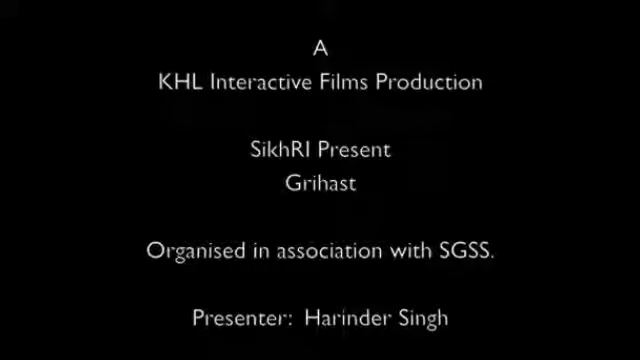 A
KHL Interactive Films Production
SikhRI Present
Grihast
Organised in association with SGSS.
Presenter: Harinder Singh